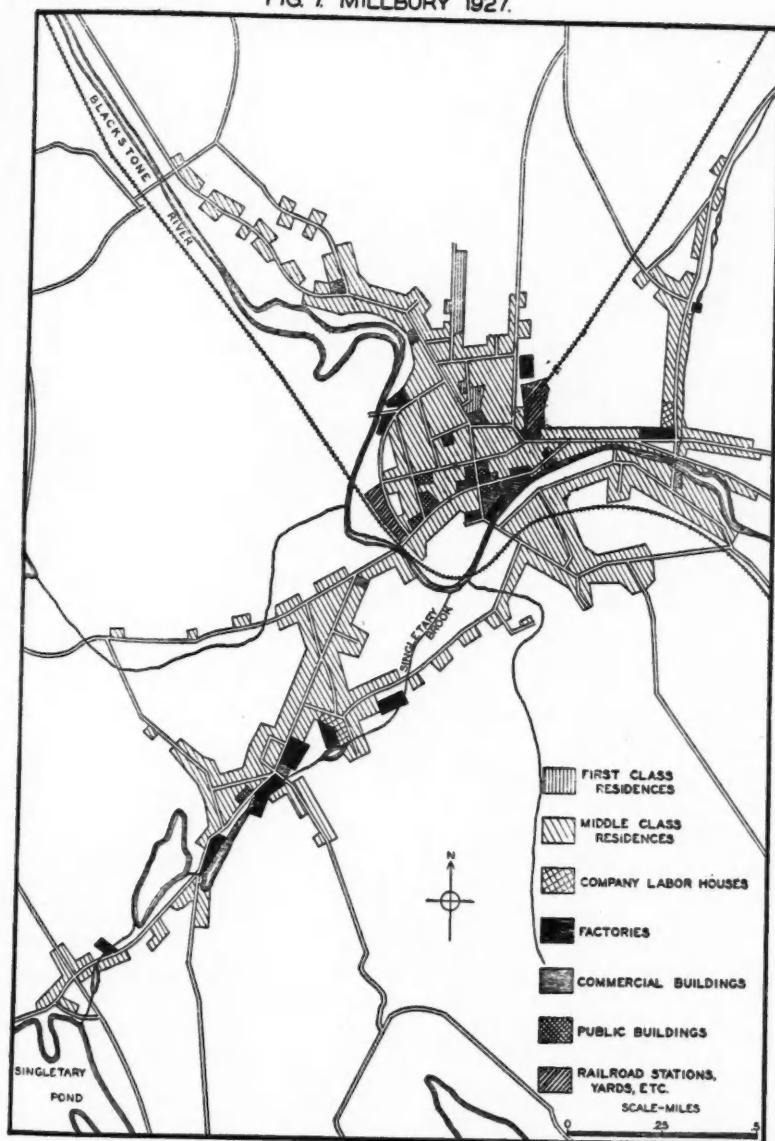 FIG. 7. MILLBURY 1927.
BLACKSTONE
RIVER
SINGLETARY
BROOK
FIRST CLASS
RESIDENCES
MIDDLE CLASS
RESIDENCES
N
COMPANY LABOR HOUSES
FACTORIES
COMMERCIAL BUILDINGS
PUBLIC BUILDINGS
RAILROAD STATIONS,
YARDS, ETC.
SINGLETARY
POND
SCALE-MILES
0 .25 .5